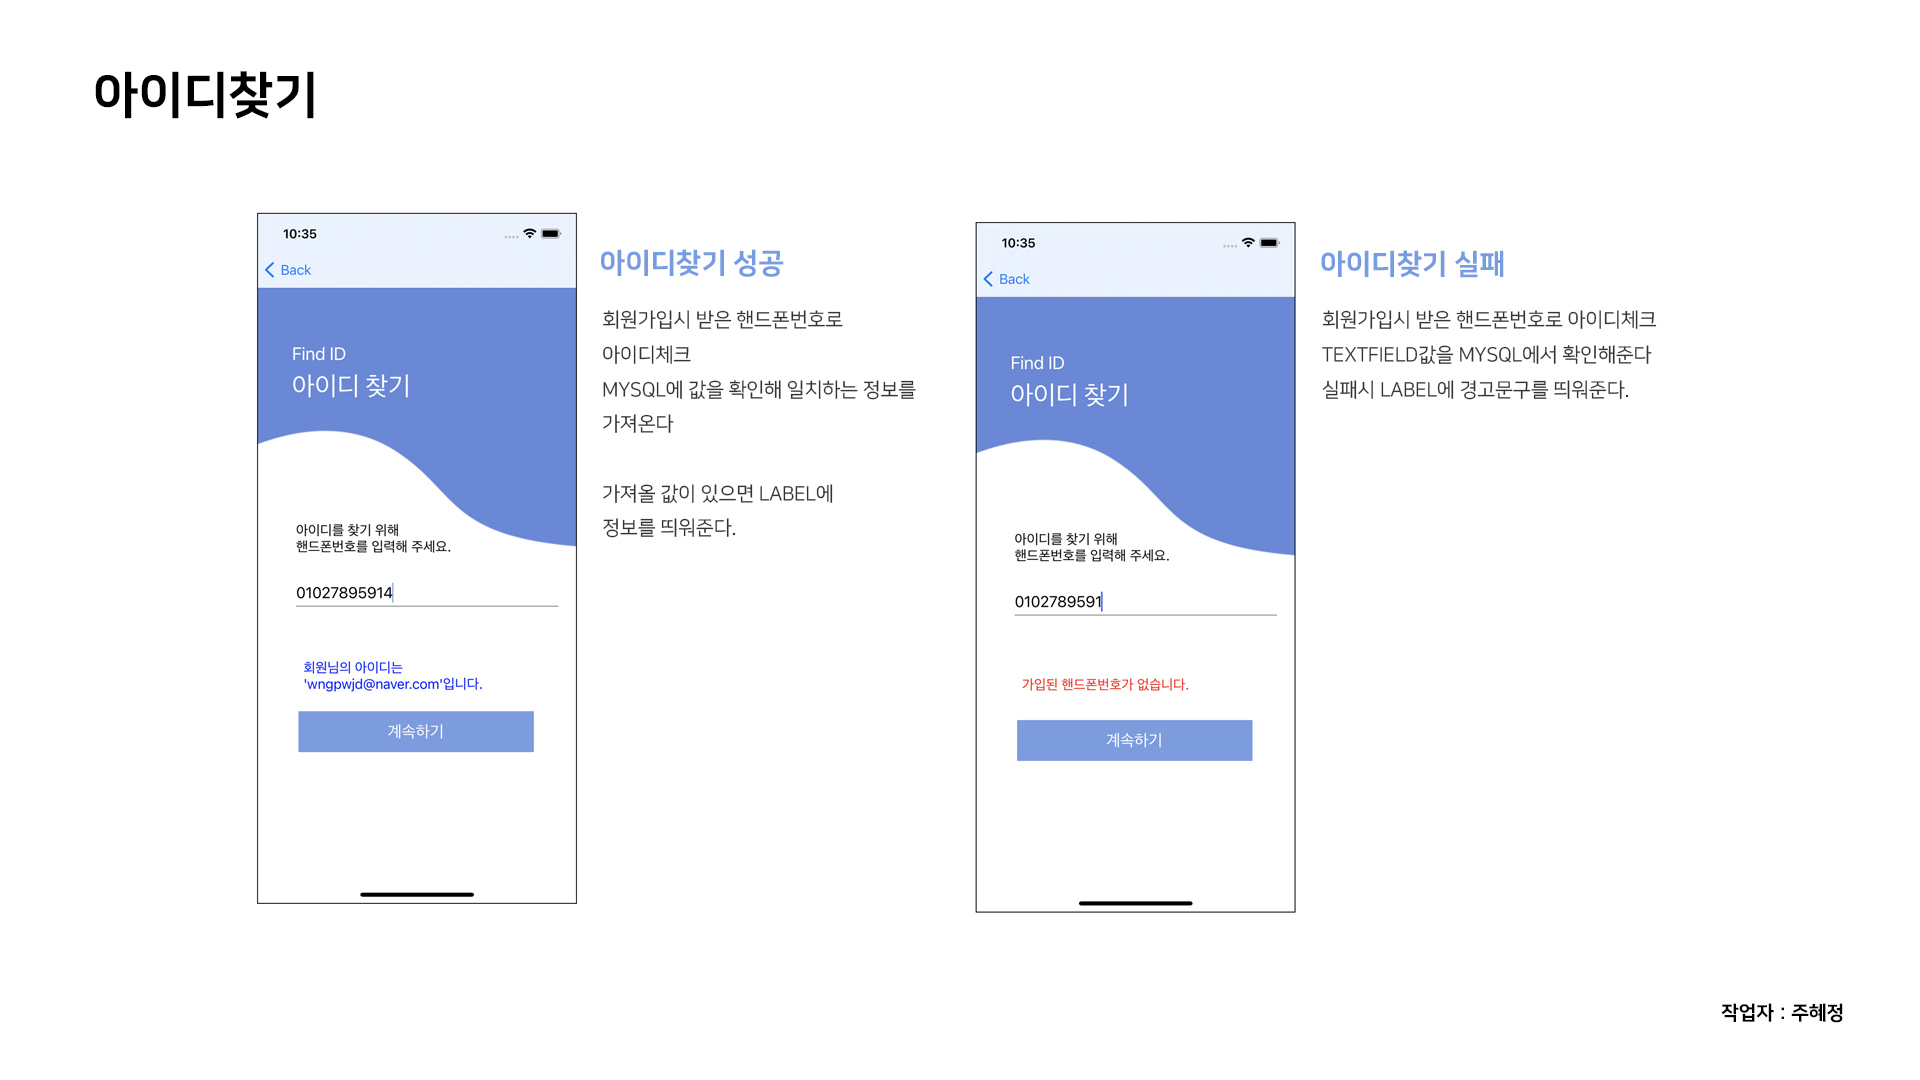 아이디찾기
10:35
Back
Find ID
아이디 찾기
아이디를 찾기 위해
핸드폰번호를 입력해 주세요.
01027895914
회원님의 아이디는
'wngpwjd@naver.com'입니다.
계속하기
아이디찾기 성공
회원가입시 받은 핸드폰번호로
아이디체크
MYSQL에 값을 확인해 일치하는 정보를
가져온다
가져올 값이 있으면 LABEL에
정보를 띄워준다.
10:35
Back
Find ID
아이디 찾기
아이디를 찾기 위해
핸드폰번호를 입력해 주세요.
0102789591
가입된 핸드폰번호가 없습니다.
계속하기
아이디찾기 실패
회원가입시 받은 핸드폰번호로 아이디체크
TEXTFIELD값을 MYSQL에서 확인해준다
실패시 LABEL에 경고문구를 띄워준다.
작업자 : 주혜정